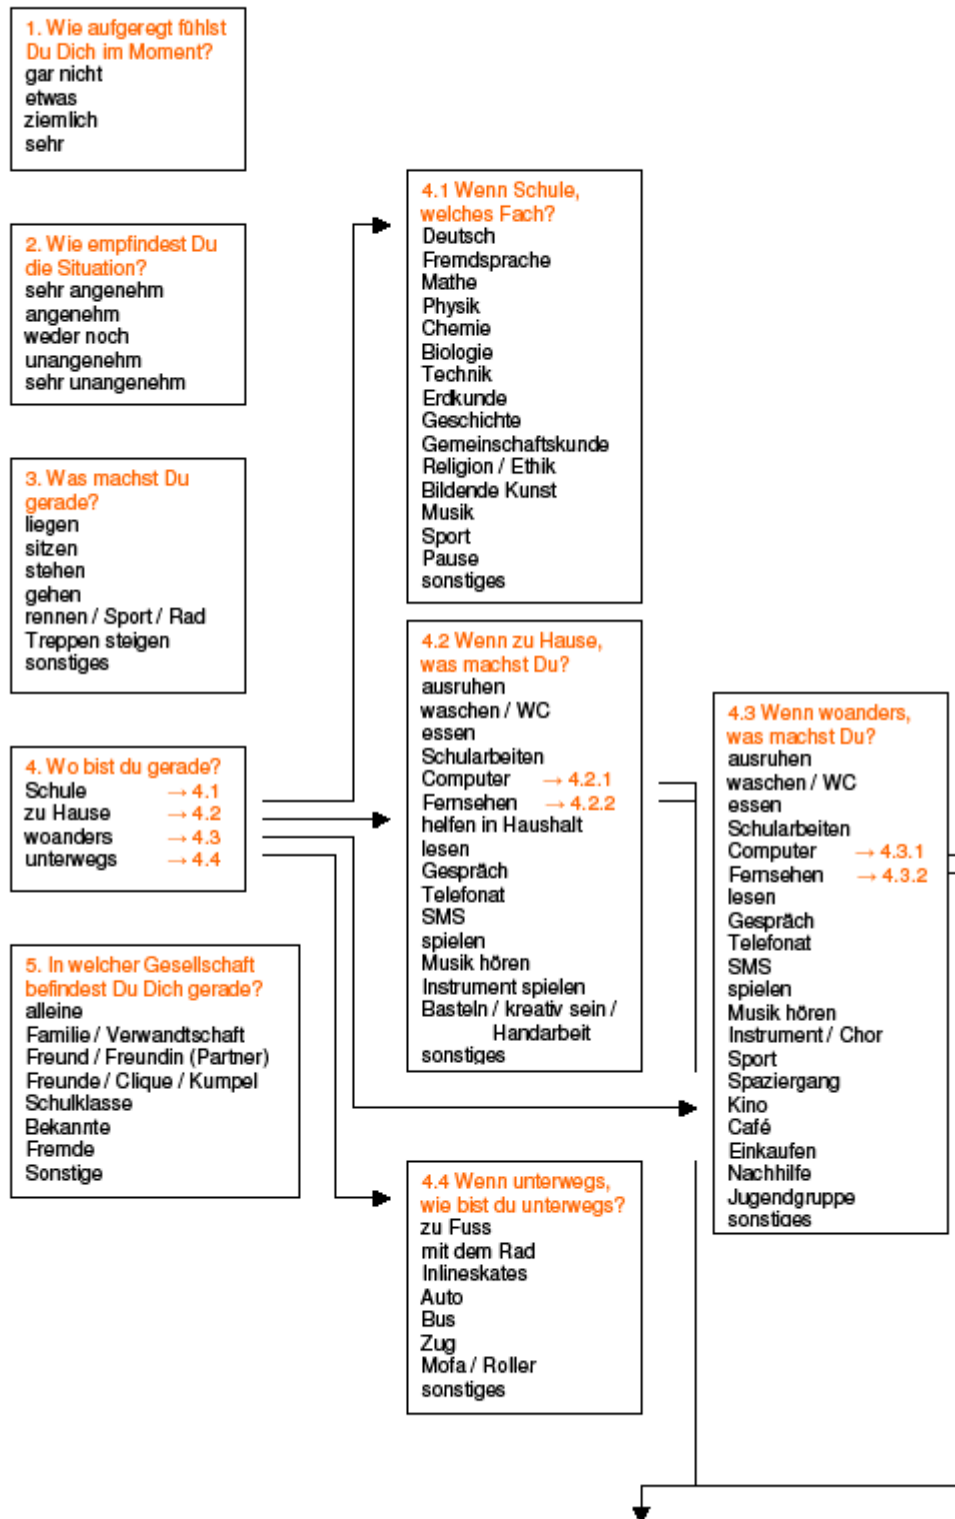 1. Wie aufgeregt fühlst
Du Dich im Moment?
gar nicht
etwas
ziemlich
sehr
2. Wie empfindest Du
die Situation?
sehr angenehm
angenehm
weder noch
unangenehm
sehr unangenehm
3. Was machst Du
gerade?
liegen
sitzen
stehen
gehen
rennen / Sport / Rad
Treppen steigen
sonstiges
4. Wo bist du gerade?
Schule → 4.1
zu Hause → 4.2
woanders → 4.3
unterwegs → 4.4
5. In welcher Gesellschaft
befindest Du Dich gerade?
alleine
Familie / Verwandtschaft
Freund / Freundin (Partner)
Freunde / Clique / Kumpel
Schulklasse
Bekannte
Fremde
Sonstige
4.1 Wenn Schule,
welches Fach?
Deutsch
Fremdsprache
Mathe
Physik
Chemie
Biologie
Technik
Erdkunde
Geschichte
Gemeinschaftskunde
Religion / Ethik
Bildende Kunst
Musik
Sport
Pause
sonstiges
4.2 Wenn zu Hause,
was machst Du?
ausruhen
waschen / WC
essen
Schularbeiten
Computer → 4.2.1
Fernsehen → 4.2.2
helfen in Haushalt
lesen
Gespräch
Telefonat
SMS
spielen
Musik hören
Instrument spielen
Basteln / kreativ sein /
Handarbeit
sonstiges
4.4 Wenn unterwegs,
wie bist du unterwegs?
zu Fuss
mit dem Rad
Inlineskates
Auto
Bus
Zug
Mofa / Roller
sonstiges
4.3 Wenn woanders,
was machst Du?
ausruhen
waschen / WC
essen
Schularbeiten
Computer → 4.3.1
Fernsehen → 4.3.2
lesen
Gespräch
Telefonat
SMS
spielen
Musik hören
Instrument / Chor
Sport
Spaziergang
Kino
Café
Einkaufen
Nachhilfe
Jugendgruppe
sonstiges